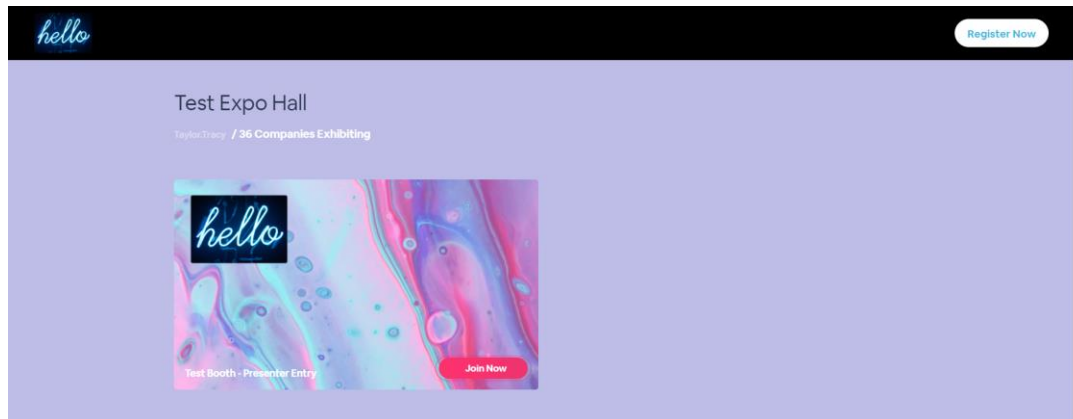 hello
Register Now
Test Expo Hall
Taylor.Tracy / 36 Companies Exhibiting
hello
Test Booth - Presenter Entry
Join Now